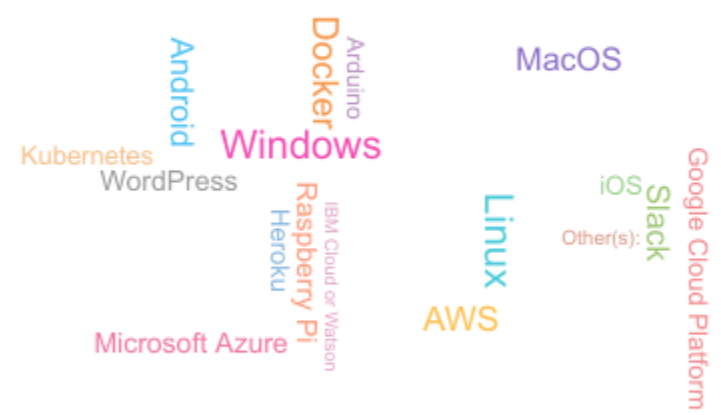 Android
Docker
Arduino
MacOS
Windows
Kubernetes
WordPress
Google Cloud Platform
iOS
Slack
Raspberry Pi
Heroku
IBM Cloud or Watson
Linux
Other(s):
AWS
Microsoft Azure